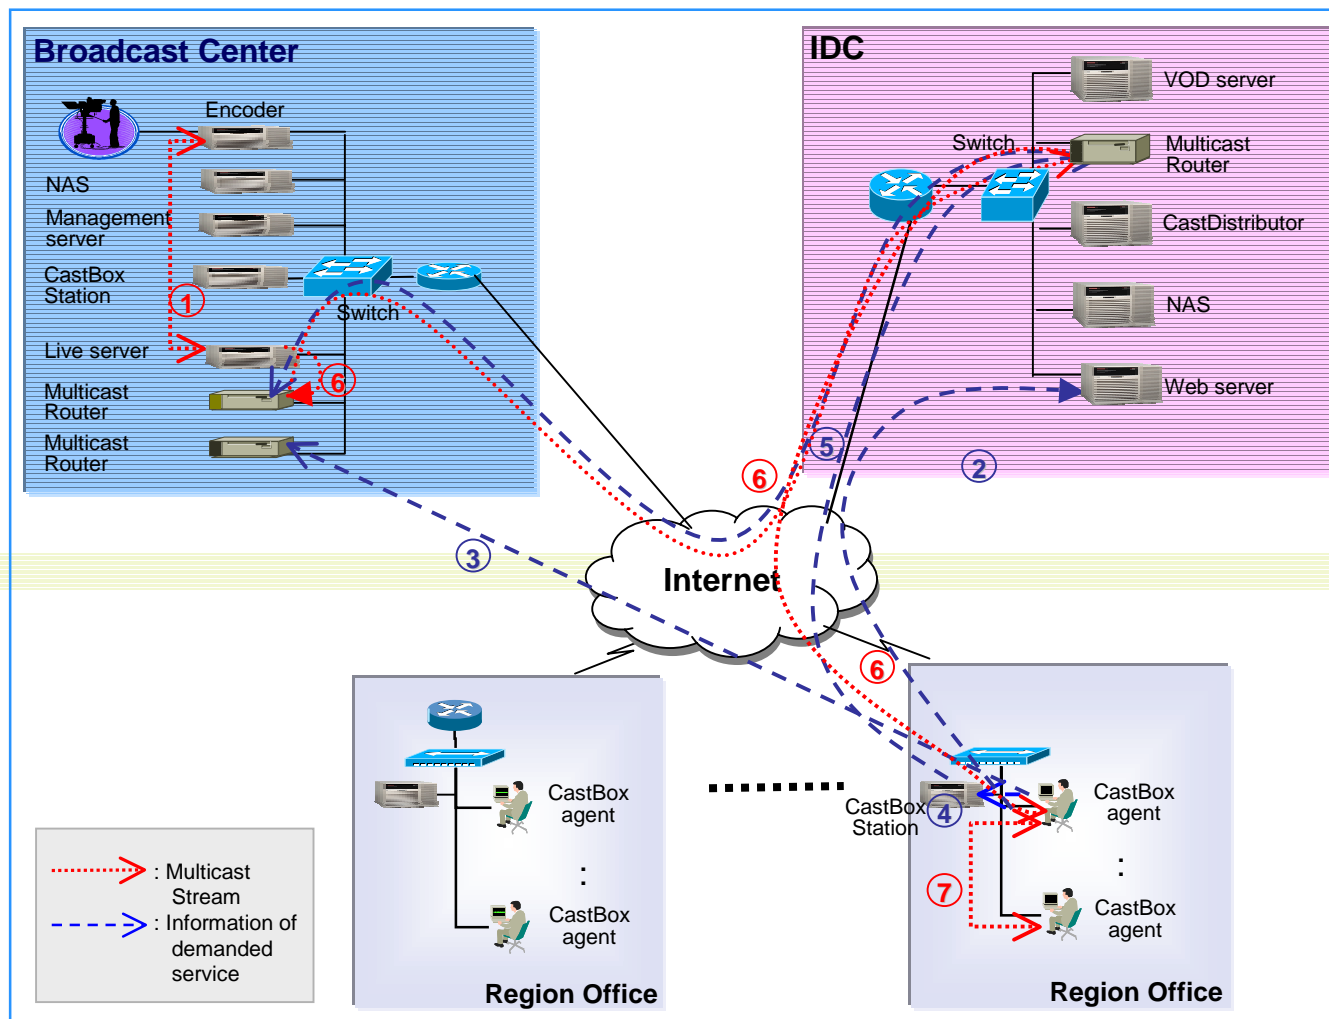 Broadcast Center
Encoder
NAS
Management
server
CastBox
Station
1
Switch
Live server
6
Multicast
Router
Multicast
Router
IDC
VOD server
Switch
Multicast
Router
CastDistributor
NAS
Web server
5
2
6
3
Internet
6
CastBox
agent
:
CastBox
agent
Region Office
CastBox
Station
4
CastBox
agent
:
7
CastBox
agent
Region Office
: Multicast
Stream
: Information of
demanded
service